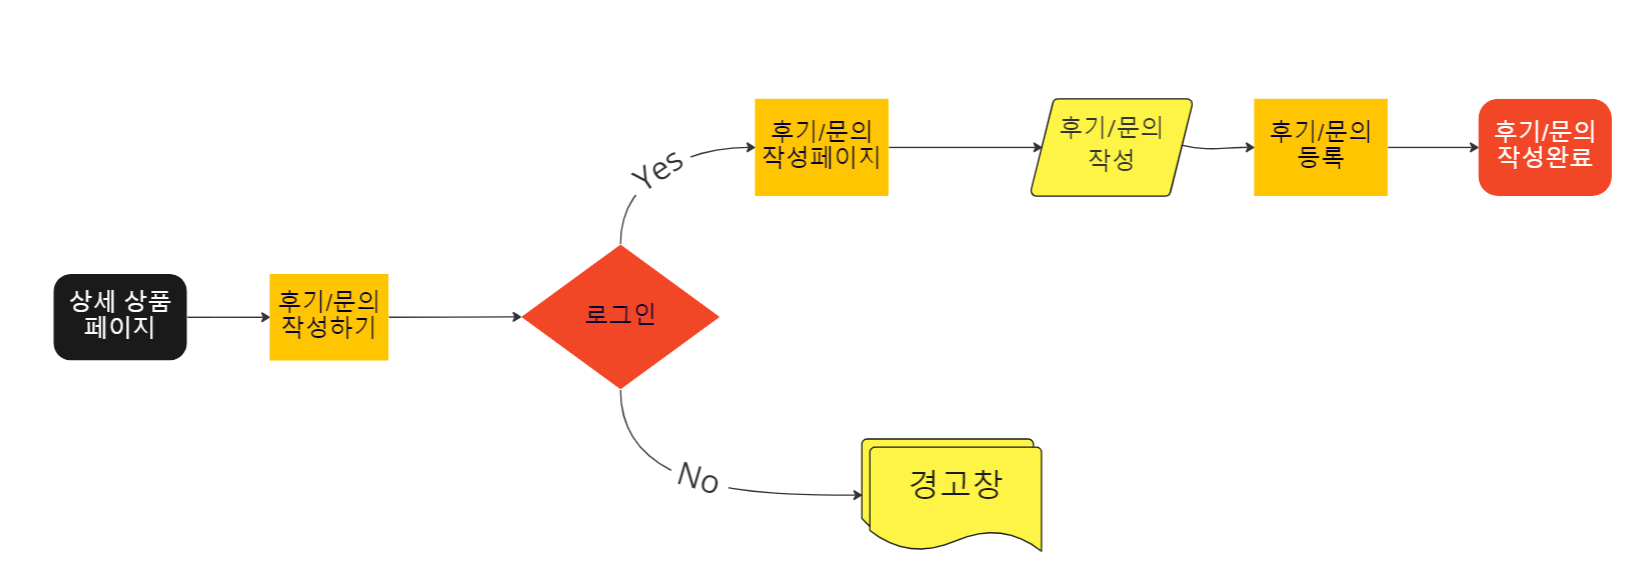 상세 상품
페이지
후기/문의
작성하기
로그인
Yes
후기/문의
작성페이지
후기/문의
작성
후기/문의
등록
후기/문의
작성완료
No
경고창